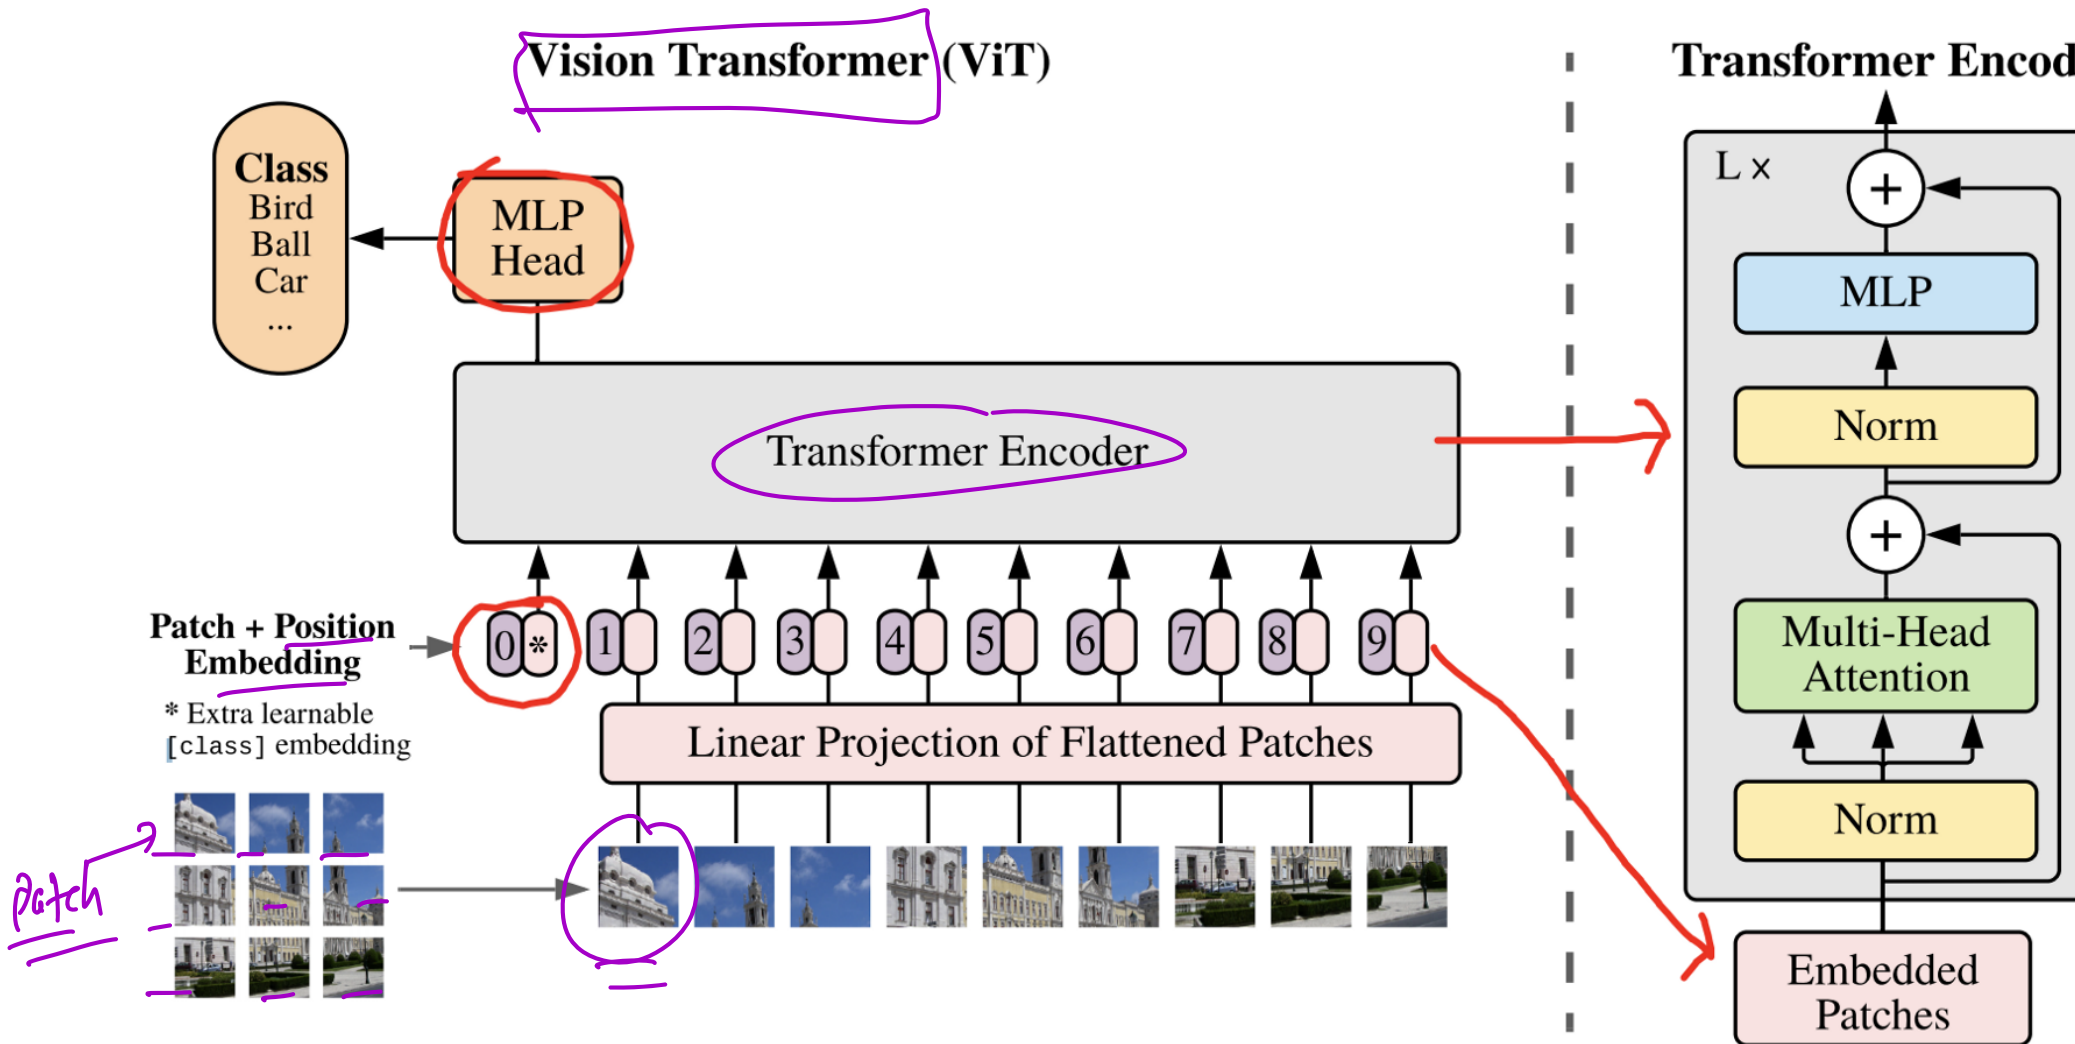 Vision Transformer (ViT)
Class
Bird
Ball
Car
...
MLP
Head
Transformer Encoder
Patch + Position
Embedding
* Extra learnable
[class] embedding
0 *
1
2
3
4
5
6
7
8
9
Linear Projection of Flattened Patches
patch
Transformer Encod
L ×
+
MLP
Norm
+
Multi-Head
Attention
Norm
Embedded
Patches